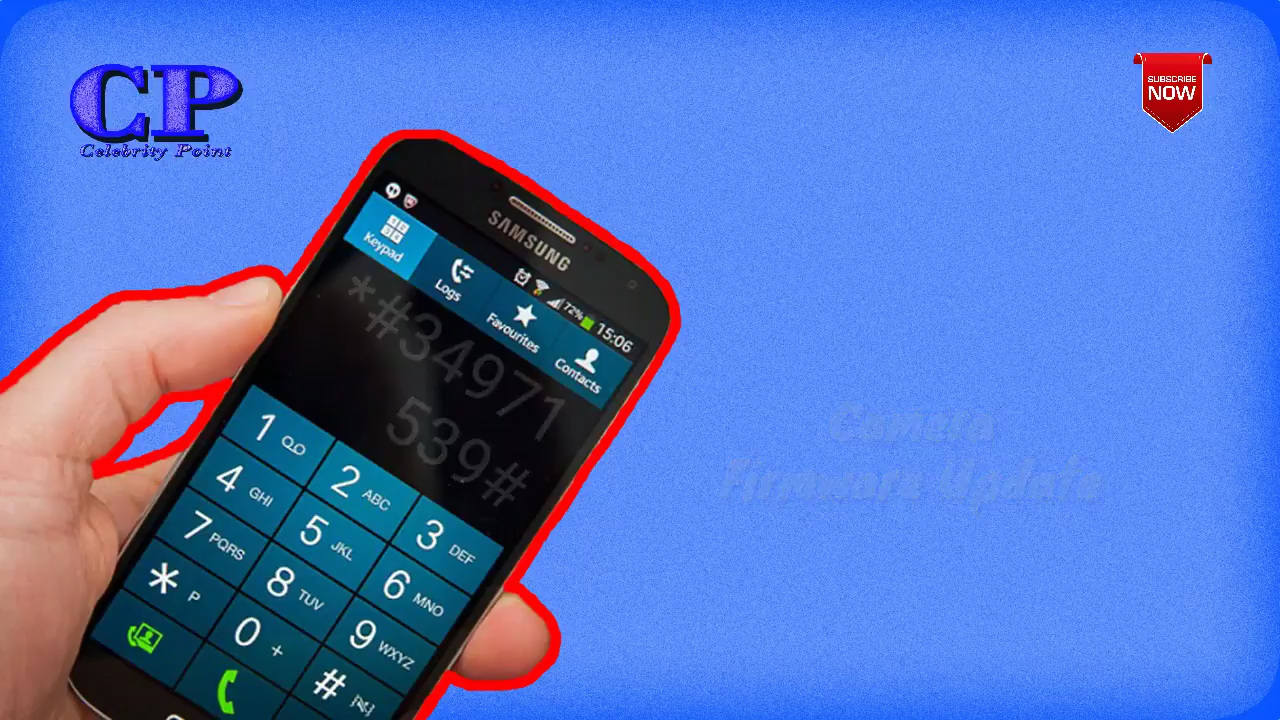 CP
Celebrity Point
SUBSCRIBE
NOW
SAMSUNG
72% 15:06
Keypad
Logs
Favourites
Contacts
*#34971
539#
Camera
Firmware Update
1
2 ABC
3 DEF
4 GHI
5 JKL
6 MNO
7 PQRS
8 TUV
9 WXYZ
* P
0 +
#